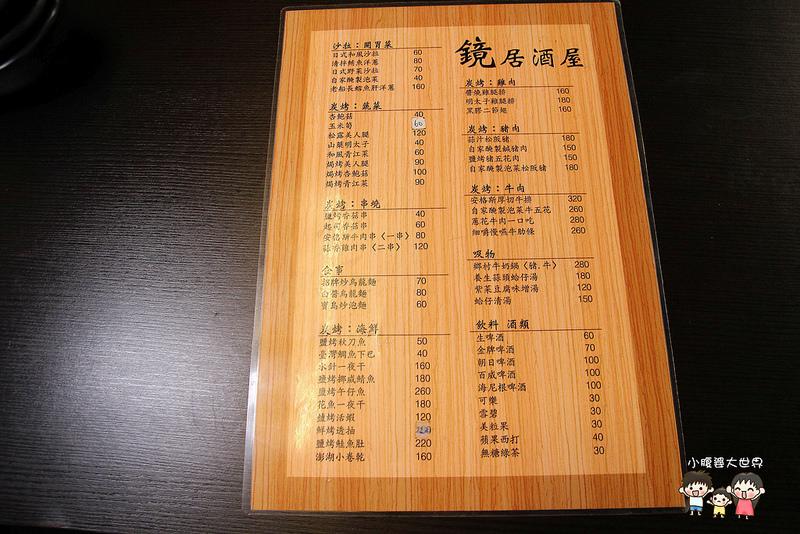 沙拉：開胃菜
日式和風沙拉 60
清拌鮪魚洋蔥 80
日式野菜沙拉 70
自家醃製泡菜 40
老船長鱈魚肝洋蔥 160
炭烤：蔬菜
杏鮑菇 40
玉米筍 60
松露美人腿 120
山腿明太子 40
和風青江菜 60
焗烤美人腿 90
焗烤杏鮑菇 100
焗烤青江菜 90
炭烤：串燒
鹽烤香菇串 40
起司香菇串 60
安格斯牛肉串〈一串〉 80
蒜香雞肉串〈二串〉 120
食事
招牌炒烏龍麵 70
白醬烏龍麵 80
寶島炒泡麵 60
炭烤：海鮮
鹽烤秋刀魚 50
臺灣鯛魚下巴 40
水針一夜干 160
鹽烤挪威鯖魚 180
鹽烤午仔魚 260
花魚一夜干 180
爐烤活蝦 120
鮮烤透抽
鹽烤鮭魚肚 220
澎湖小卷乾 160
鏡居酒屋
炭烤：雞肉
醬燒雞腿排 160
明太子雞腿排 180
黑膠二節翅 160
炭烤：豬肉
蒜汁松阪豬 180
自家醃製鹹豬肉 150
鹽烤豬五花肉 150
自家醃製泡菜松阪豬 180
炭烤：牛肉
安格斯厚切牛排 320
自家醃製泡菜牛五花 260
蔥花牛肉一口吃 280
細嚼慢嚥牛肋條 260
吸物
鄉村牛奶鍋〈豬.牛〉 280
養生蒜頭蛤仔湯 180
紫菜豆腐味增湯 120
蛤仔清湯 150
飲料 酒類
生啤酒 60
金牌啤酒 70
朝日啤酒 100
百威啤酒 100
海尼根啤酒 100
可樂 30
雪碧 30
美粒果 30
蘋果西打 40
無糖綠茶 30
小腹婆大世界